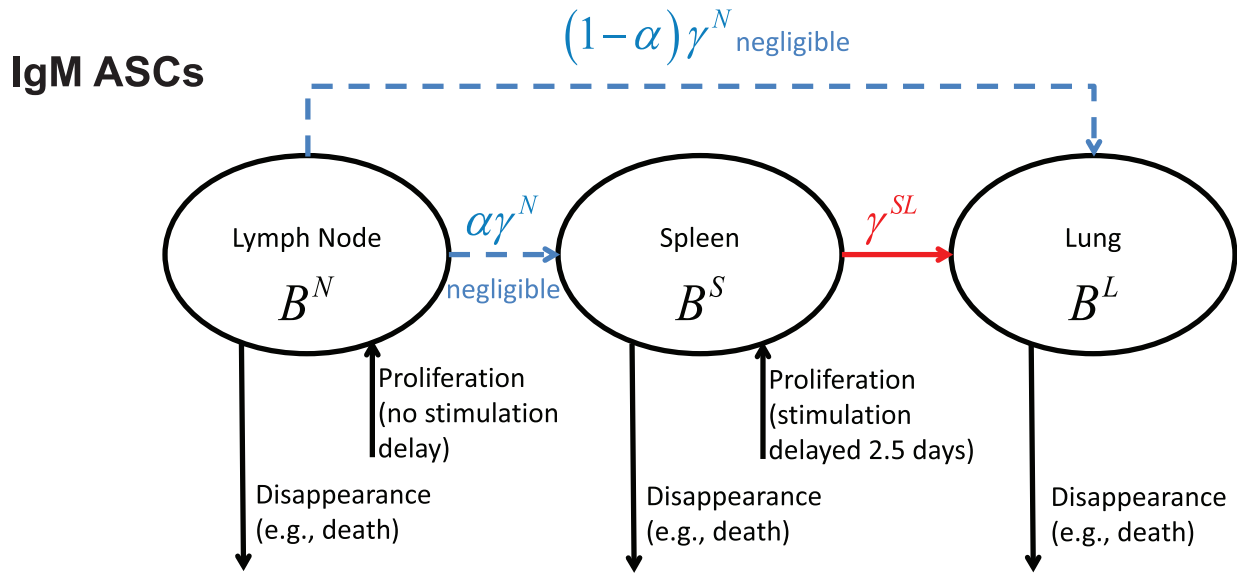 (1−α)γ^N negligible
IgM ASCs
Lymph Node
B^N
αγ^N
negligible
Spleen
B^S
γ^SL
Lung
B^L
Proliferation
(no stimulation
delay)
Proliferation
(stimulation
delayed 2.5 days)
Disappearance
(e.g., death)
Disappearance
(e.g., death)
Disappearance
(e.g., death)